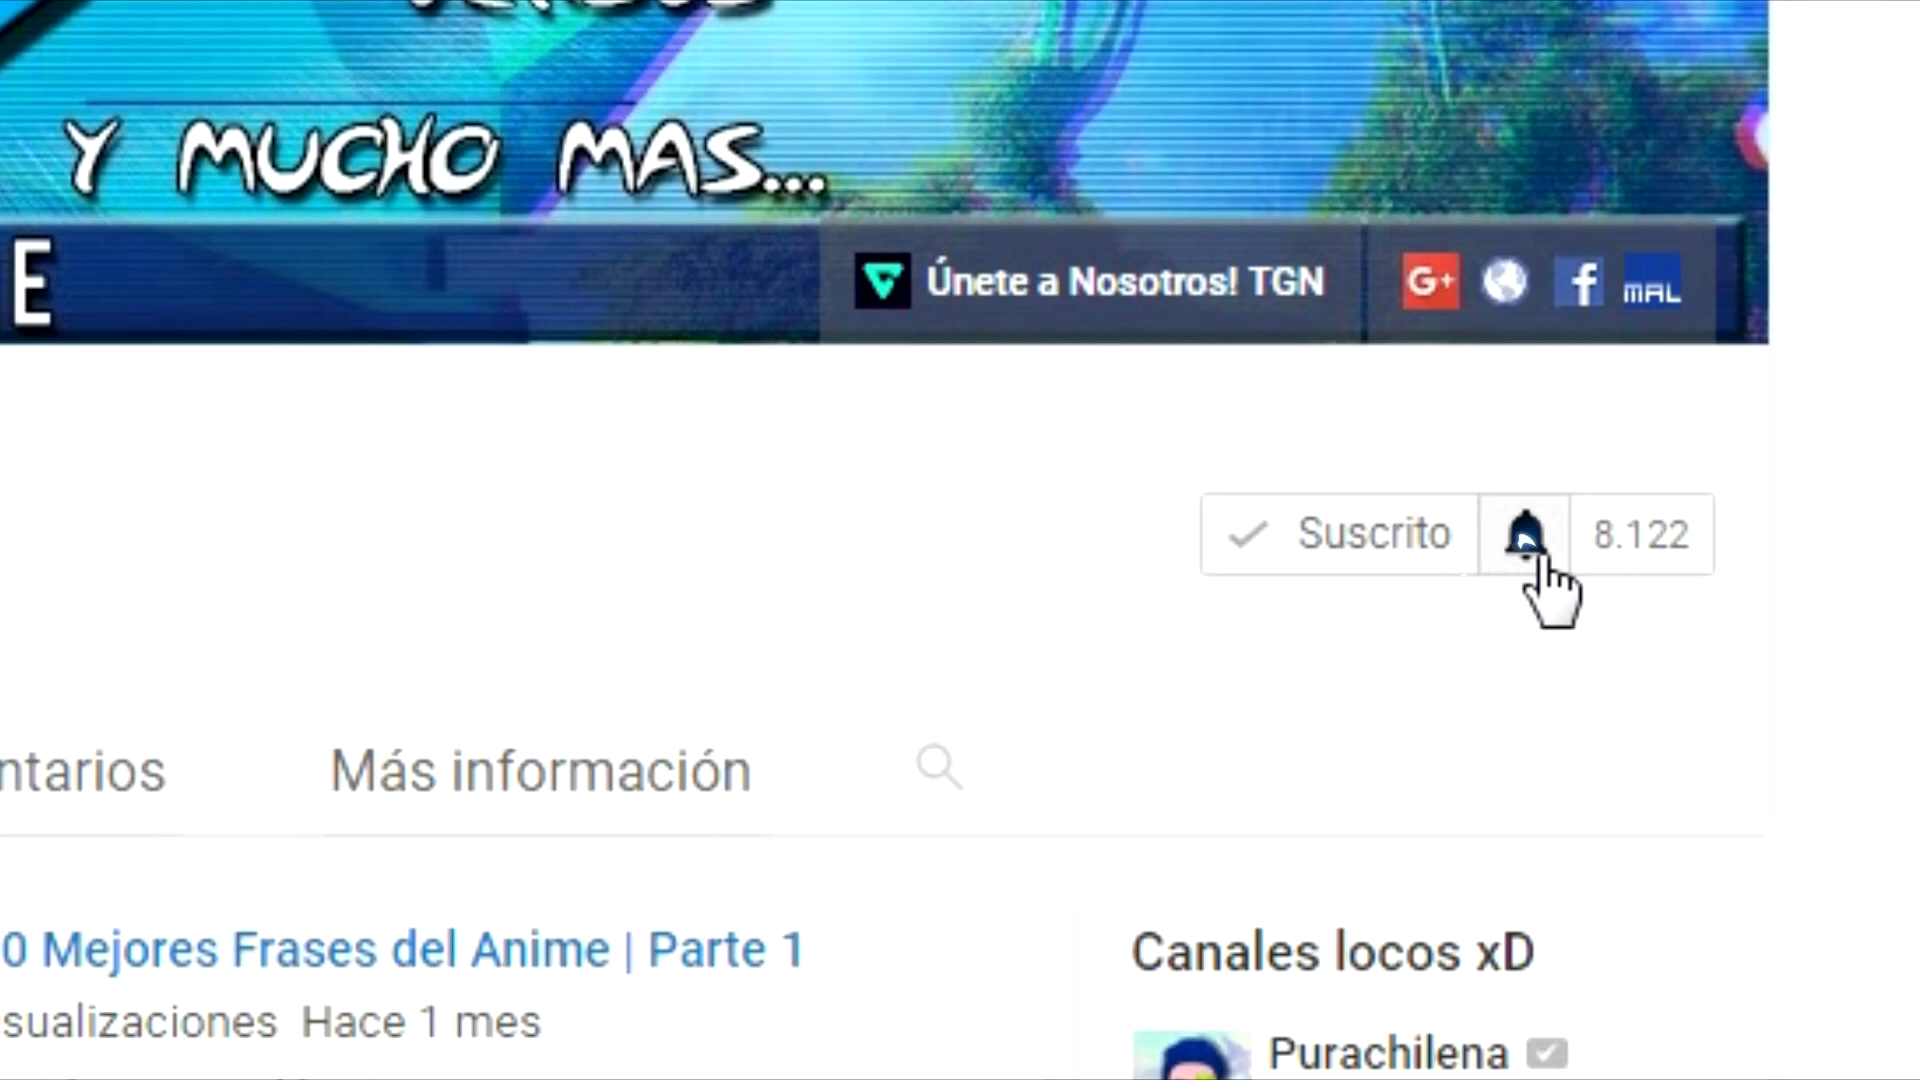 Y MUCHO MAS...
E
Únete a Nosotros! TGN
G+
f
MAL
Suscrito
8.122
ntarios
Más información
0 Mejores Frases del Anime | Parte 1
sualizaciones Hace 1 mes
Canales locos xD
Purachilena